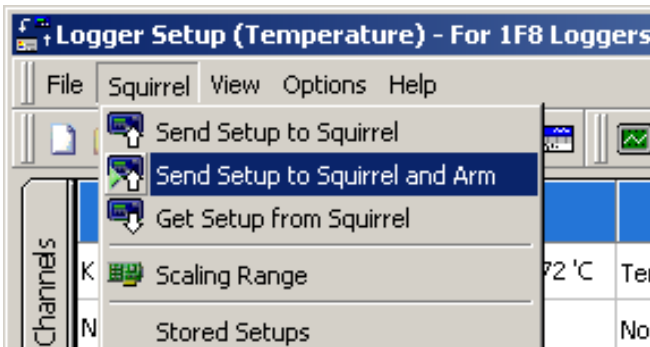 Logger Setup (Temperature) - For 1F8 Loggers
File Squirrel View Options Help
Send Setup to Squirrel
Send Setup to Squirrel and Arm
Get Setup from Squirrel
Scaling Range
Stored Setups
Channels
K
72 'C
N
No